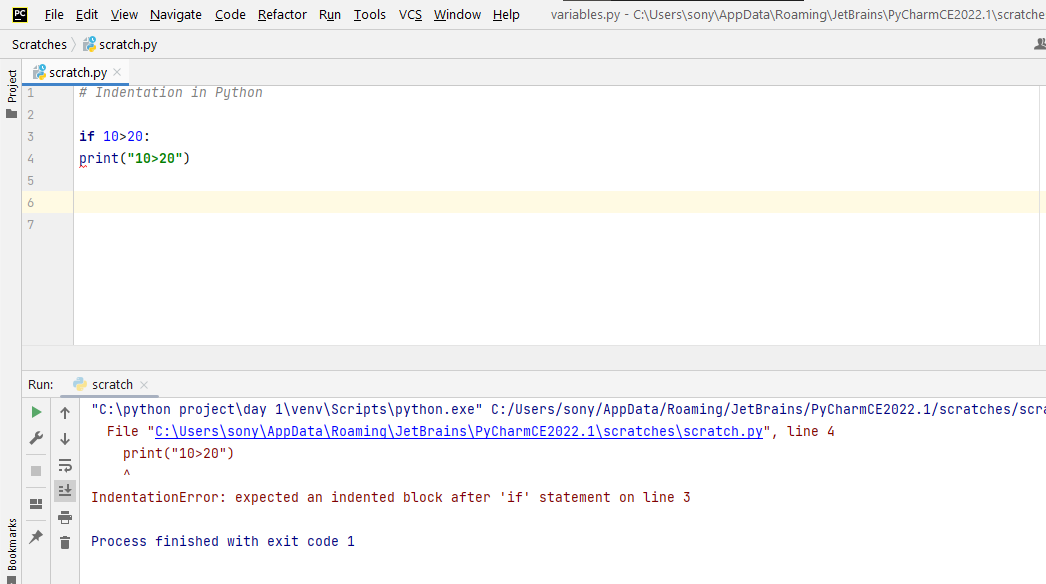 PC File Edit View Navigate Code Refactor Run Tools VCS Window Help variables.py - C:\Users\sony\AppData\Roaming\JetBrains\PyCharmCE2022.1\scratche
Scratches scratch.py
Project
scratch.py
1 # Indentation in Python
2
3 if 10>20:
4 print("10>20")
5
6
7
Run: scratch
"C:\python project\day 1\venv\Scripts\python.exe" C:/Users/sony/AppData/Roaming/JetBrains/PyCharmCE2022.1/scratches/scra
File "C:\Users\sony\AppData\Roaming\JetBrains\PyCharmCE2022.1\scratches\scratch.py", line 4
print("10>20")
^
IndentationError: expected an indented block after 'if' statement on line 3
Process finished with exit code 1
Bookmarks